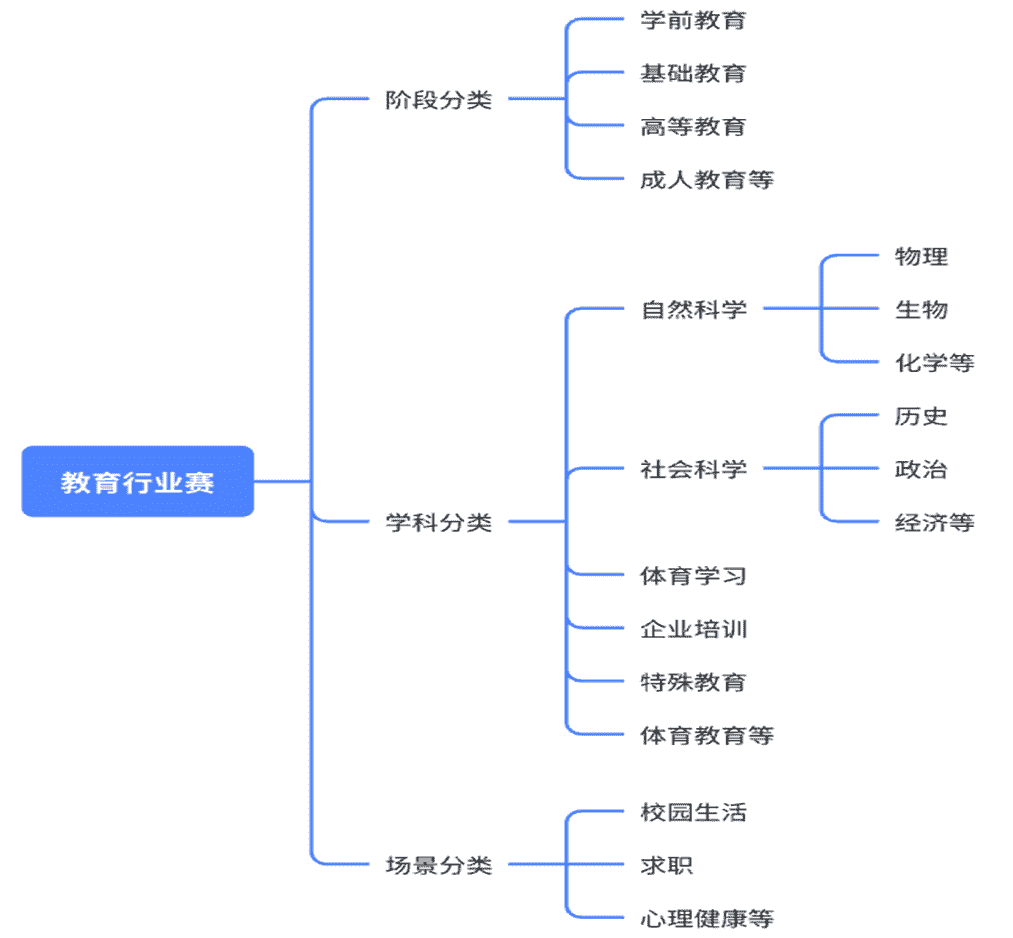 教育行业赛
阶段分类
学前教育
基础教育
高等教育
成人教育等
学科分类
自然科学
物理
生物
化学等
社会科学
历史
政治
经济等
体育学习
企业培训
特殊教育
体育教育等
场景分类
校园生活
求职
心理健康等